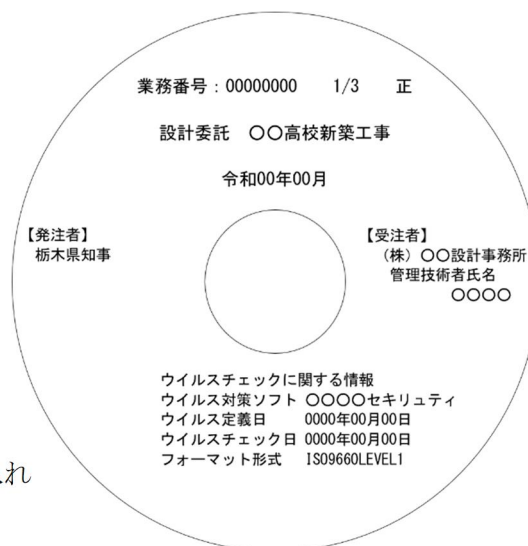 業務番号：00000000　　1/3　　正
設計委託　〇〇高校新築工事
令和00年00月
【発注者】
栃木県知事
【受注者】
（株）〇〇設計事務所
管理技術者氏名
〇〇〇〇
ウイルスチェックに関する情報
ウイルス対策ソフト 〇〇〇〇セキリュティ
ウイルス定義日　　0000年00月00日
ウイルスチェック日 0000年00月00日
フォーマット形式　ISO9660LEVEL1
れ